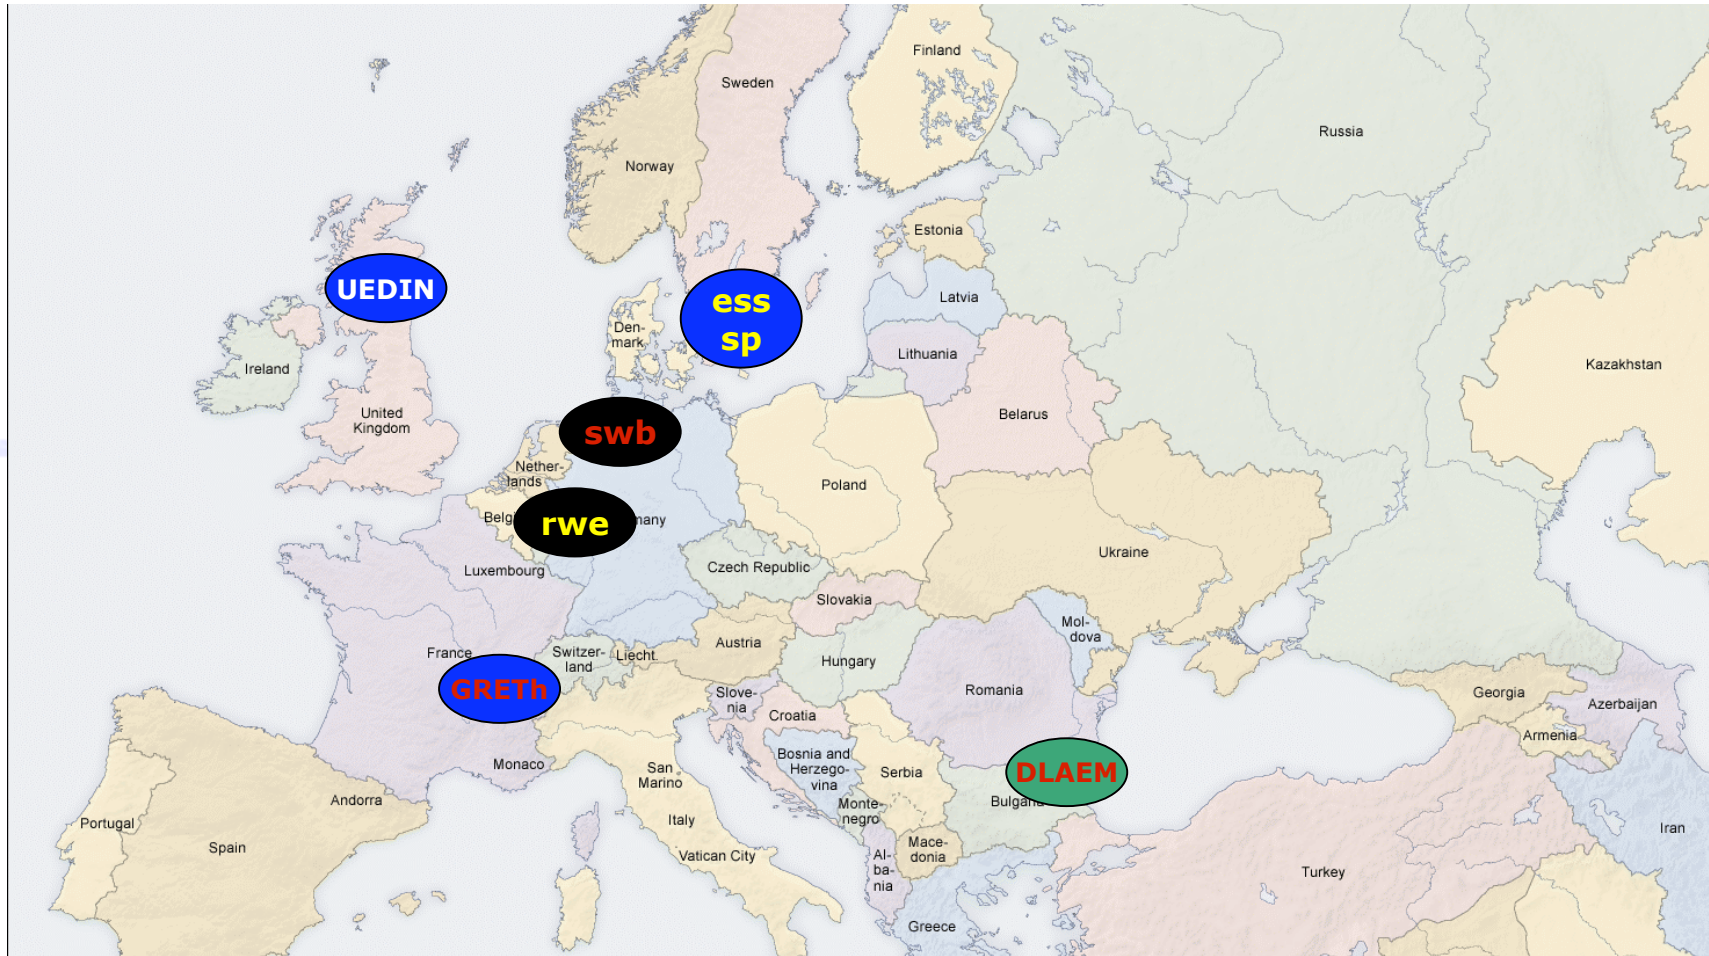 Finland
Sweden
Russia
Norway
Estonia
UEDIN
ess
sp
Latvia
Den-
mark
Lithuania
Ireland
Kazakhstan
United
Kingdom
Belarus
swb
Nether-
lands
Poland
Belgi
rwe
many
Ukraine
Luxembourg
Czech Republic
Slovakia
Mol-
dova
Austria
France
Switzer-
land
Liecht.
Hungary
GRETh
Slove-
nia
Romania
Georgia
Azerbaijan
Croatia
Armenia
Monaco
San
Marino
Bosnia and
Herzego-
vina
Serbia
DLAEM
Andorra
Monte-
negro
Bulgaria
Portugal
Italy
Iran
Spain
Vatican City
Mace-
donia
Al-
ba-
nia
Turkey
Greece